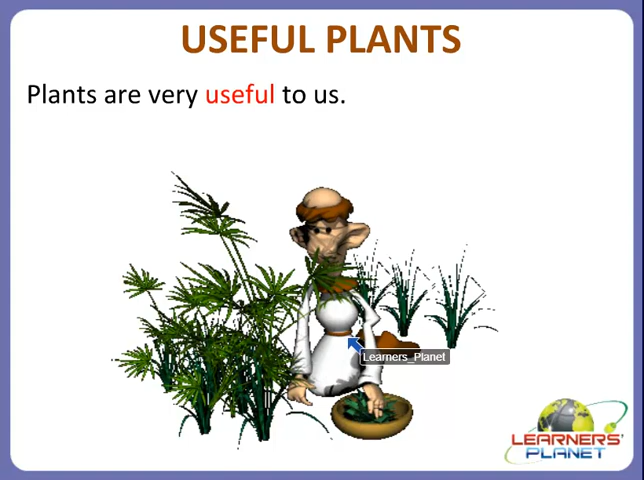 USEFUL PLANTS
Plants are very useful to us.
Learners_Planet
LEARNERS'
PLANET